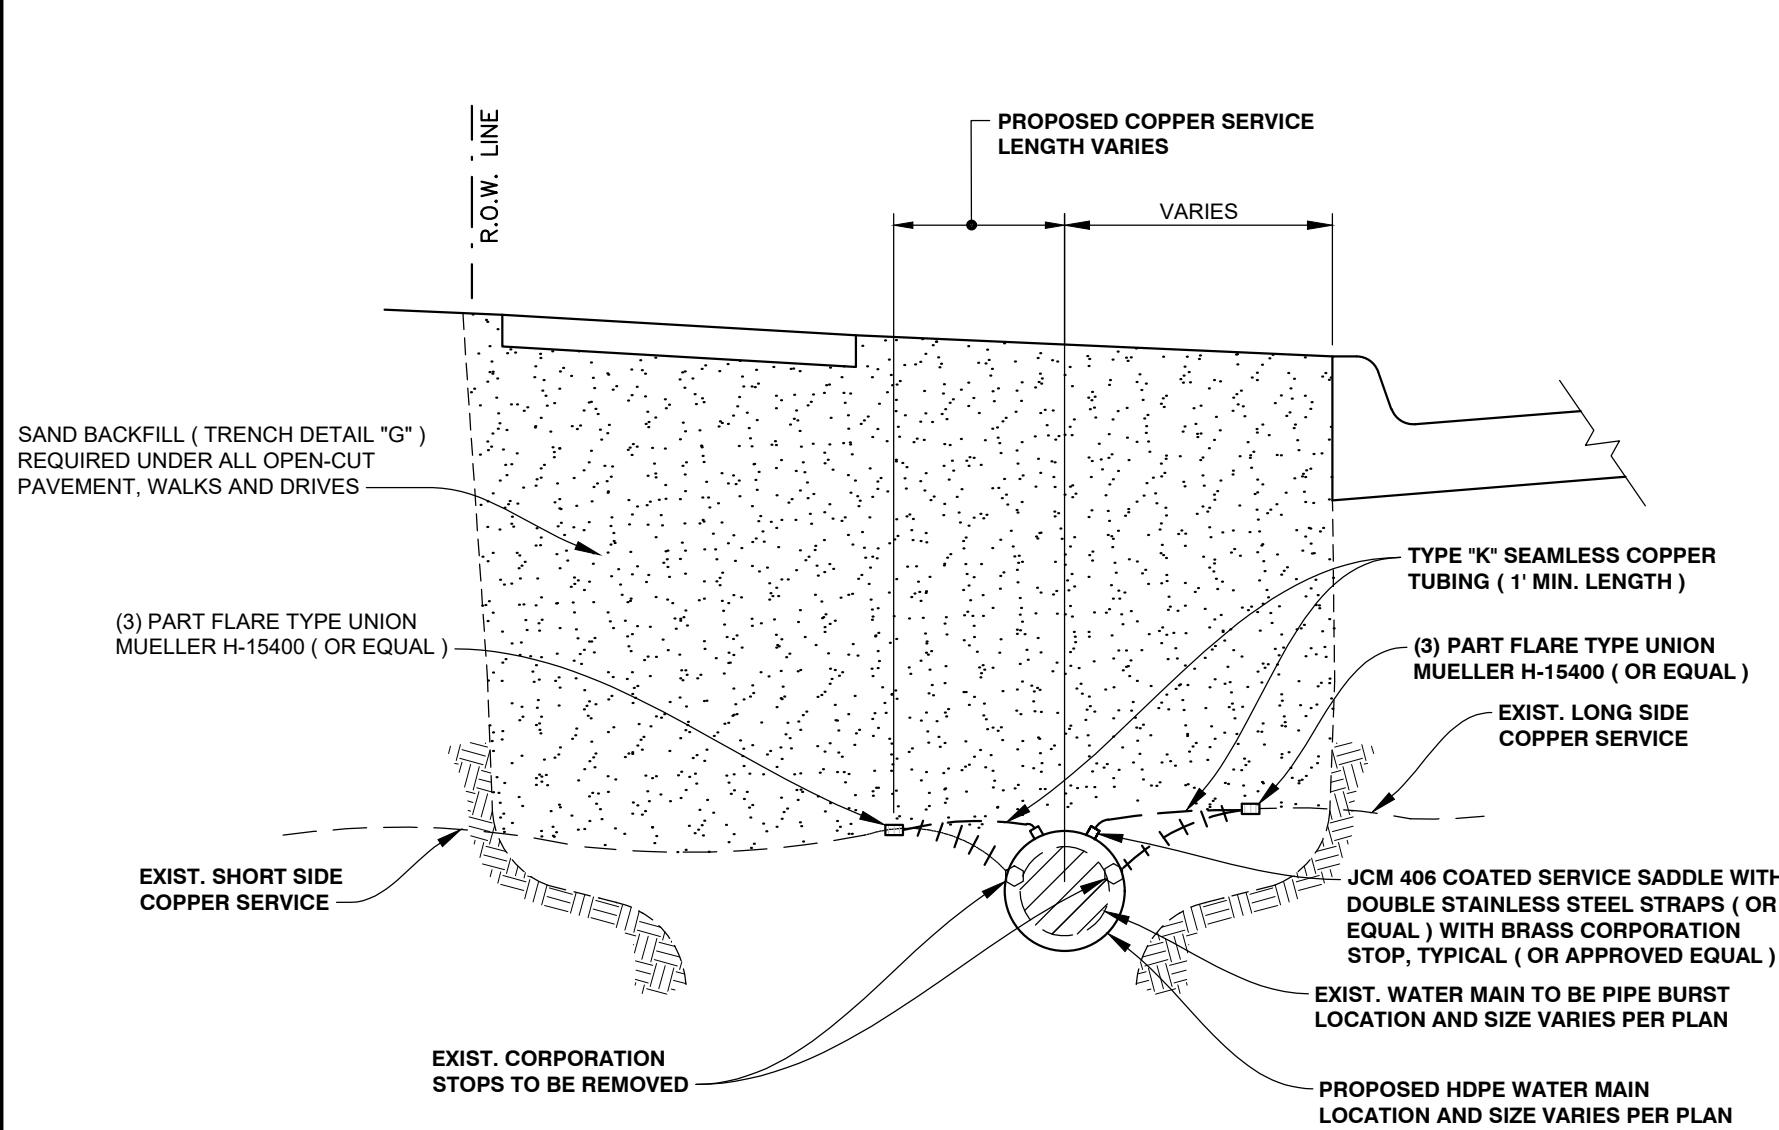 R.O.W. LINE
PROPOSED COPPER SERVICE
LENGTH VARIES
VARIES
SAND BACKFILL ( TRENCH DETAIL "G" )
REQUIRED UNDER ALL OPEN-CUT
PAVEMENT, WALKS AND DRIVES
(3) PART FLARE TYPE UNION
MUELLER H-15400 ( OR EQUAL )
TYPE "K" SEAMLESS COPPER
TUBING ( 1' MIN. LENGTH )
(3) PART FLARE TYPE UNION
MUELLER H-15400 ( OR EQUAL )
EXIST. LONG SIDE
COPPER SERVICE
EXIST. SHORT SIDE
COPPER SERVICE
JCM 406 COATED SERVICE SADDLE WITH
DOUBLE STAINLESS STEEL STRAPS ( OR
EQUAL ) WITH BRASS CORPORATION
STOP, TYPICAL ( OR APPROVED EQUAL )
EXIST. WATER MAIN TO BE PIPE BURST
LOCATION AND SIZE VARIES PER PLAN
EXIST. CORPORATION
STOPS TO BE REMOVED
PROPOSED HDPE WATER MAIN
LOCATION AND SIZE VARIES PER PLAN